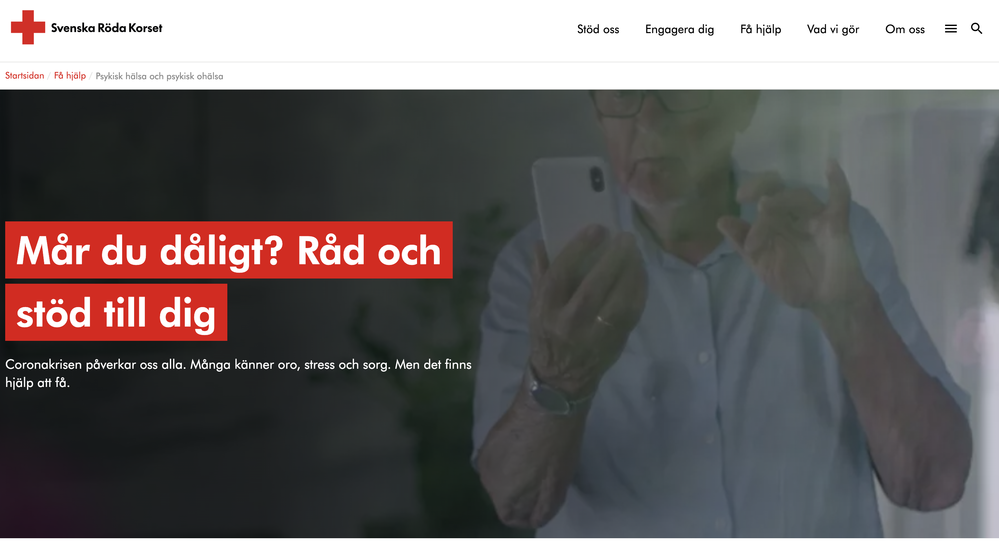 Svenska Röda Korset
Stöd oss
Engagera dig
Få hjälp
Vad vi gör
Om oss
Startsidan / Få hjälp / Psykisk hälsa och psykisk ohälsa
Mår du dåligt? Råd och
stöd till dig
Coronakrisen påverkar oss alla. Många känner oro, stress och sorg. Men det finns
hjälp att få.